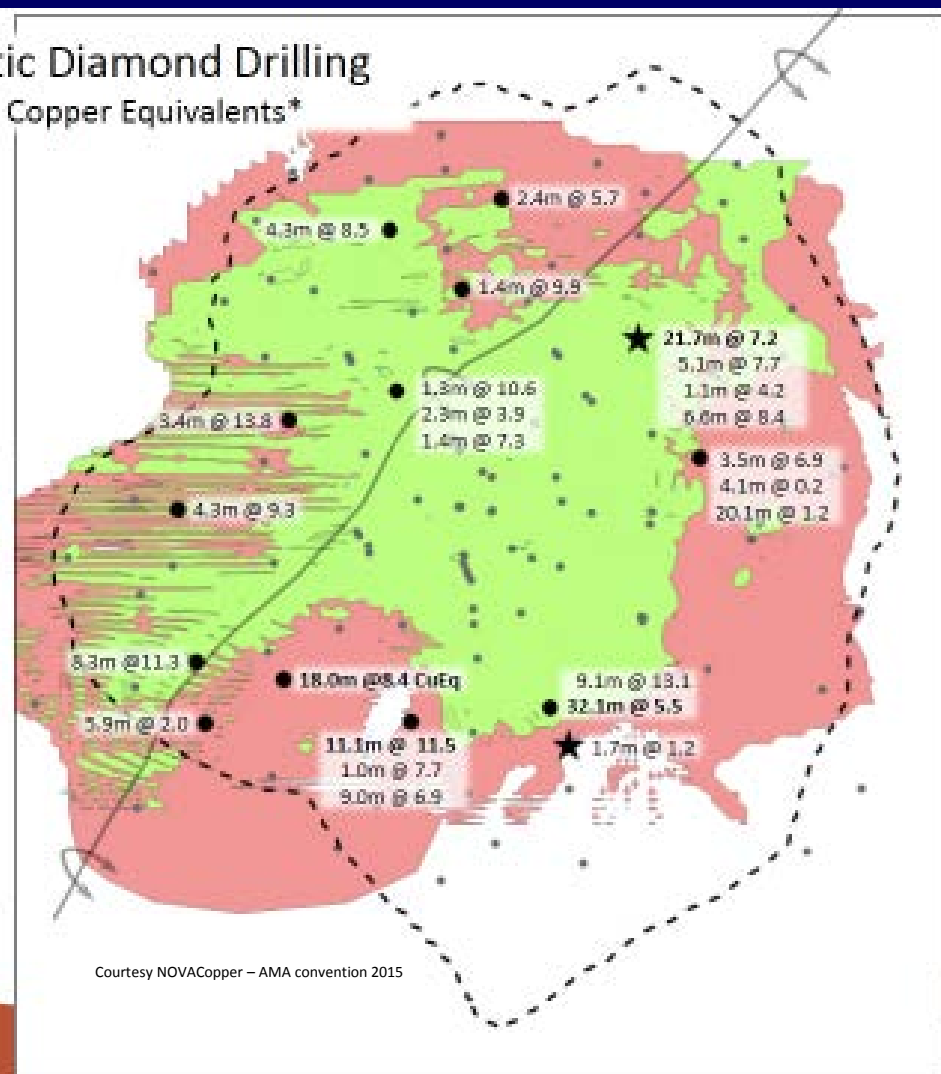 tic Diamond Drilling
Copper Equivalents*
2.4m @ 5.7
4.3m @ 8.5
1.4m @ 9.9
21.7m @ 7.2
5.1m @ 7.7
1.1m @ 4.2
6.6m @ 8.4
1.3m @ 10.6
2.3m @ 3.9
1.4m @ 7.3
3.4m @ 13.8
3.5m @ 6.9
4.1m @ 0.2
20.1m @ 1.2
4.3m @ 9.3
8.3m @11.3
18.0m @8.4 CuEq
9.1m @ 13.1
32.1m @ 5.5
5.9m @ 2.0
11.1m @ 11.5
1.0m @ 7.7
9.0m @ 6.9
1.7m @ 1.2
Courtesy NOVACopper – AMA convention 2015